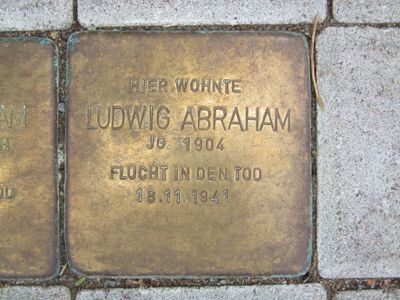 HIER WOHNTE
LUDWIG ABRAHAM
JG. 1904
FLUCHT IN DEN TOD
18.11.1941